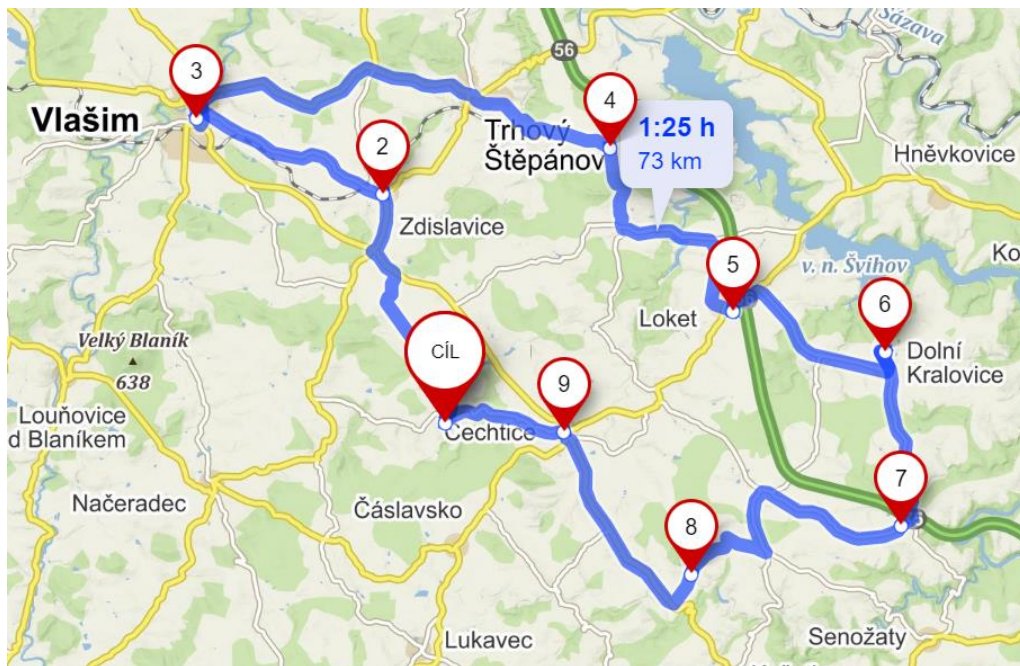 56
Sázava
3
Vlašim
4
1:25 h
73 km
Trnový
Štěpánov
2
Hněvkovice
Zdislavice
5
v. n. Švihov
Ko
6
Loket
Dolní
Kralovice
Velký Blaník
638
CÍL
9
Louňovice
d Blaníkem
Čechtice
7
Načeradec
Čáslavsko
8
Lukavec
Senožaty